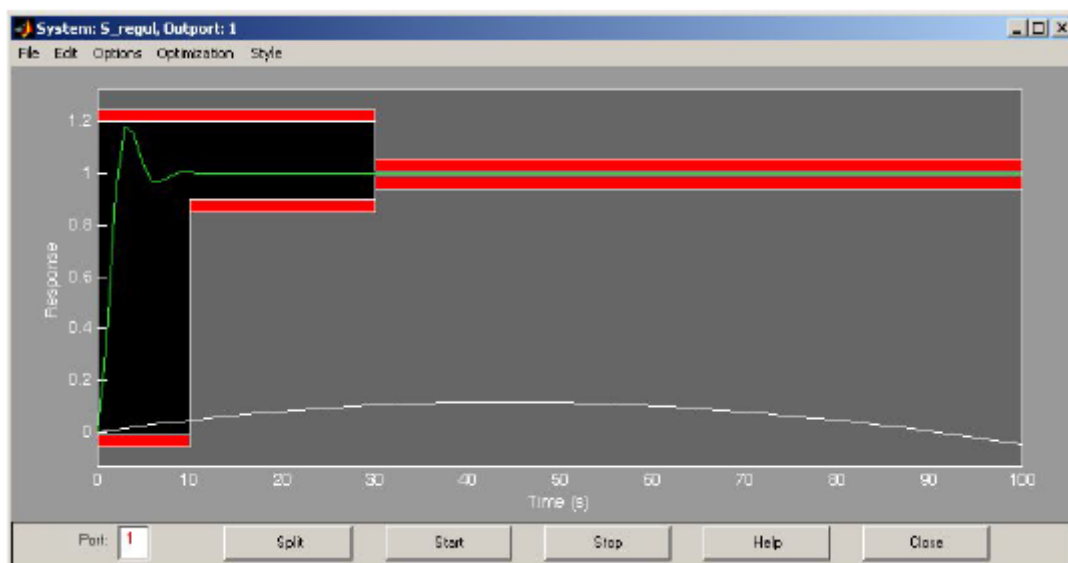 System: S_regul, Outport: 1
File Edit Options Optimization Style
1.2
1
0.8
0.6
0.4
0.2
0
Response
0 10 20 30 40 50 60 70 80 90 100
Time (s)
Port: 1 Split Start Stop Help Close